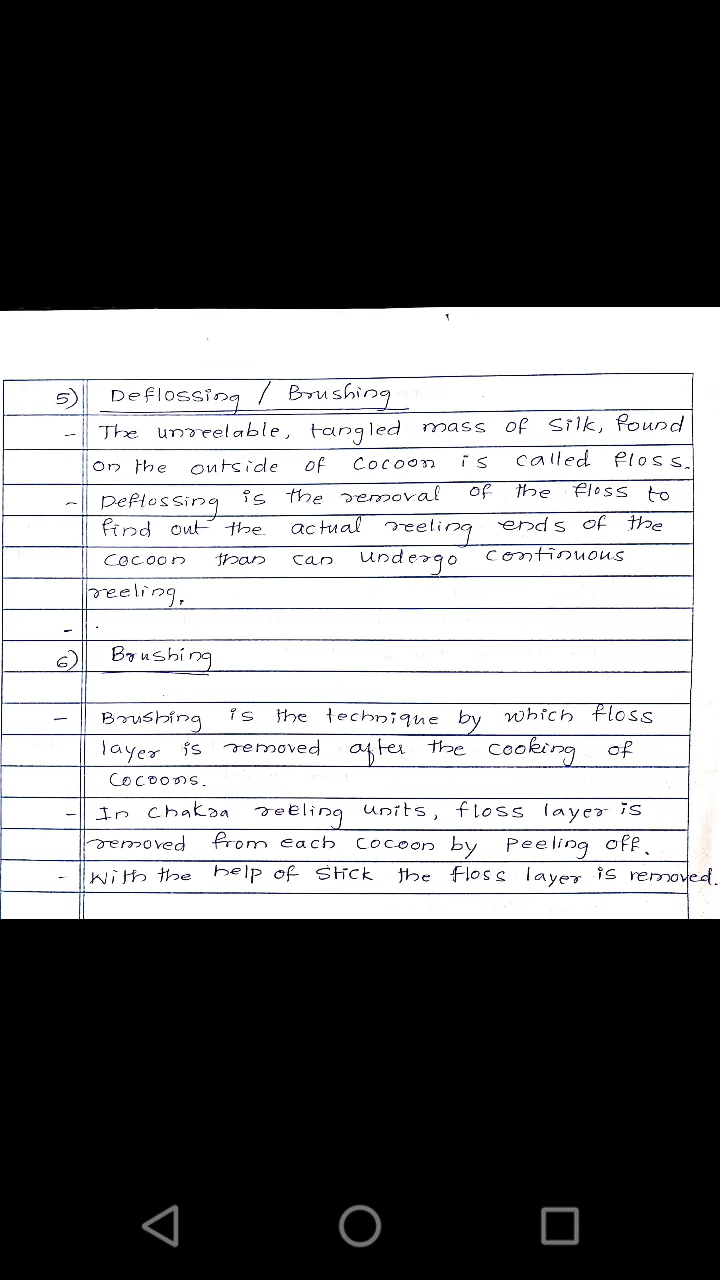 5) Deflossing / Brushing
- The unreelable, tangled mass of silk, found
on the outside of cocoon is called floss.
- Deflossing is the removal of the floss to
find out the actual reeling ends of the
cocoon than can undergo continuous
reeling.
- .
6) Brushing
- Brushing is the technique by which floss
layer is removed after the cooking of
cocoons.
- In chakra reeling units, floss layer is
removed from each cocoon by peeling off.
- With the help of stick the floss layer is removed.